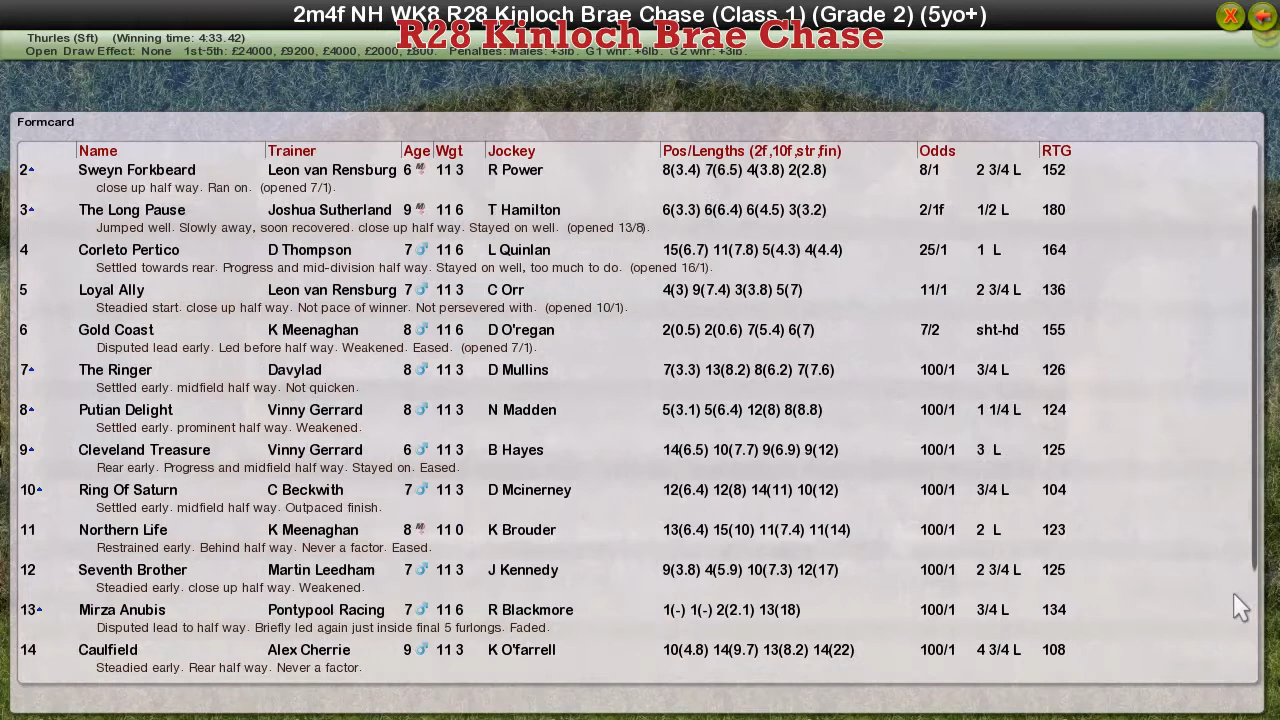 2m4f NH WK8 R28 Kinloch Brae Chase (Class 1) (Grade 2) (5yo+)
R28 Kinloch Brae Chase
Thurles (Sft) (Winning time: 4:33.42)
Open Draw Effect: None 1st-5th: £24000, £9200, £4000, £2000, £800. Penalties: Males: +3lb. G1 wnr: +6lb. G2 wnr: +3lb.
Formcard
Name Trainer Age Wgt Jockey Pos/Lengths (2f,10f,str,fin) Odds RTG
2 Sweyn Forkbeard Leon van Rensburg 6 11 3 R Power 8(3.4) 7(6.5) 4(3.8) 2(2.8) 8/1 2 3/4 L 152
close up half way. Ran on. (opened 7/1).
3 The Long Pause Joshua Sutherland 9 11 6 T Hamilton 6(3.3) 6(6.4) 6(4.5) 3(3.2) 2/1f 1/2 L 180
Jumped well. Slowly away, soon recovered. close up half way. Stayed on well. (opened 13/8).
4 Corleto Pertico D Thompson 7 11 6 L Quinlan 15(6.7) 11(7.8) 5(4.3) 4(4.4) 25/1 1 L 164
Settled towards rear. Progress and mid-division half way. Stayed on well, too much to do. (opened 16/1).
5 Loyal Ally Leon van Rensburg 7 11 3 C Orr 4(3) 9(7.4) 3(3.8) 5(7) 11/1 2 3/4 L 136
Steadied start. close up half way. Not pace of winner. Not persevered with. (opened 10/1).
6 Gold Coast K Meenaghan 8 11 6 D O'regan 2(0.5) 2(0.6) 7(5.4) 6(7) 7/2 sht-hd 155
Disputed lead early. Led before half way. Weakened. Eased. (opened 7/1).
7 The Ringer Davylad 8 11 3 D Mullins 7(3.3) 13(8.2) 8(6.2) 7(7.6) 100/1 3/4 L 126
Settled early. midfield half way. Not quicken.
8 Putian Delight Vinny Gerrard 8 11 3 N Madden 5(3.1) 5(6.4) 12(8) 8(8.8) 100/1 1 1/4 L 124
Settled early. prominent half way. Weakened.
9 Cleveland Treasure Vinny Gerrard 6 11 3 B Hayes 14(6.5) 10(7.7) 9(6.9) 9(12) 100/1 3 L 125
Rear early. Progress and midfield half way. Stayed on. Eased.
10 Ring Of Saturn C Beckwith 7 11 3 D Mcinerney 12(6.4) 12(8) 14(11) 10(12) 100/1 3/4 L 104
Settled early. midfield half way. Outpaced finish.
11 Northern Life K Meenaghan 8 11 0 K Brouder 13(6.4) 15(10) 11(7.4) 11(14) 100/1 2 L 123
Restrained early. Behind half way. Never a factor. Eased.
12 Seventh Brother Martin Leedham 7 11 3 J Kennedy 9(3.8) 4(5.9) 10(7.3) 12(17) 100/1 2 3/4 L 125
Steadied early. close up half way. Weakened.
13 Mirza Anubis Pontypool Racing 7 11 6 R Blackmore 1(-) 1(-) 2(2.1) 13(18) 100/1 3/4 L 134
Disputed lead to half way. Briefly led again just inside final 5 furlongs. Faded.
14 Caulfield Alex Cherrie 9 11 3 K O'farrell 10(4.8) 14(9.7) 13(8.2) 14(22) 100/1 4 3/4 L 108
Steadied early. Rear half way. Never a factor.